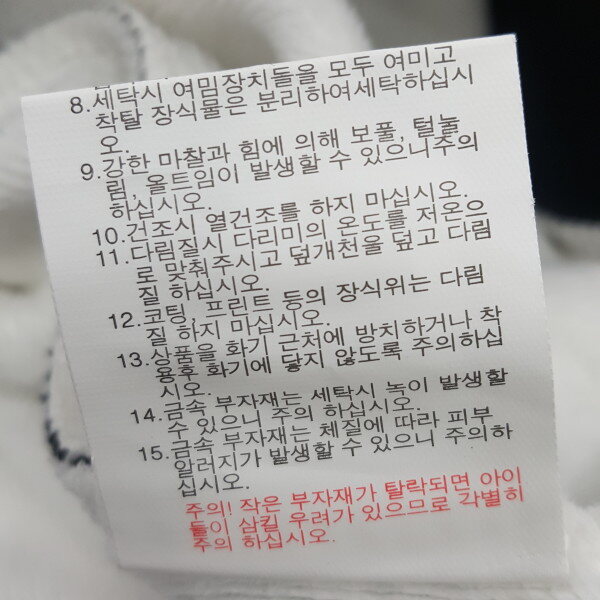 8.세탁시 여밈장치들을 모두 여미고
착탈 장식물은 분리하여세탁하십시
오.
9.강한 마찰과 힘에 의해 보풀, 털눌
림, 올트임이 발생할 수 있으니주의
하십시오.
10.건조시 열건조를 하지 마십시오.
11.다림질시 다리미의 온도를 저온으
로 맞춰주시고 덮개천을 덮고 다림
질 하십시오.
12.코팅, 프린트 등의 장식위는 다림
질 하지 마십시오.
13.상품을 화기 근처에 방치하거나 착
용후 화기에 닿지 않도록 주의하십
시오.
14.금속 부자재는 세탁시 녹이 발생할
수 있으니 주의 하십시오.
15.금속 부자재는 체질에 따라 피부
알러지가 발생할 수 있으니 주의하
십시오.
주의! 작은 부자재가 탈락되면 아이
들이 삼킬 우려가 있으므로 각별히
주의 하십시오.